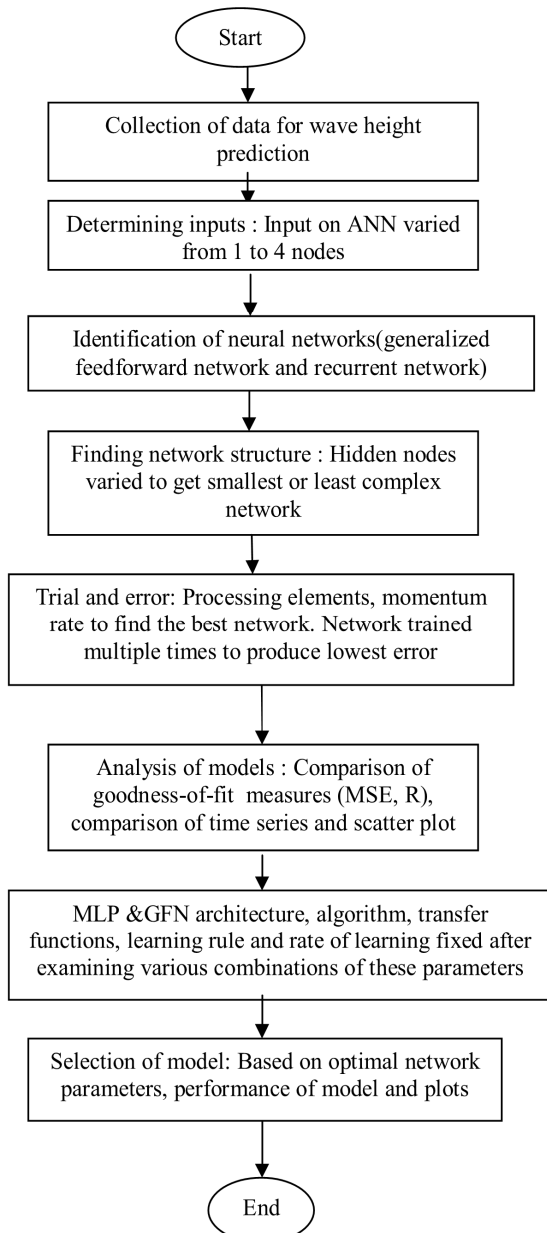 Start
Collection of data for wave height
prediction
Determining inputs : Input on ANN varied
from 1 to 4 nodes
Identification of neural networks(generalized
feedforward network and recurrent network)
Finding network structure : Hidden nodes
varied to get smallest or least complex
network
Trial and error: Processing elements, momentum
rate to find the best network. Network trained
multiple times to produce lowest error
Analysis of models : Comparison of
goodness-of-fit measures (MSE, R),
comparison of time series and scatter plot
MLP &GFN architecture, algorithm, transfer
functions, learning rule and rate of learning fixed after
examining various combinations of these parameters
Selection of model: Based on optimal network
parameters, performance of model and plots
End